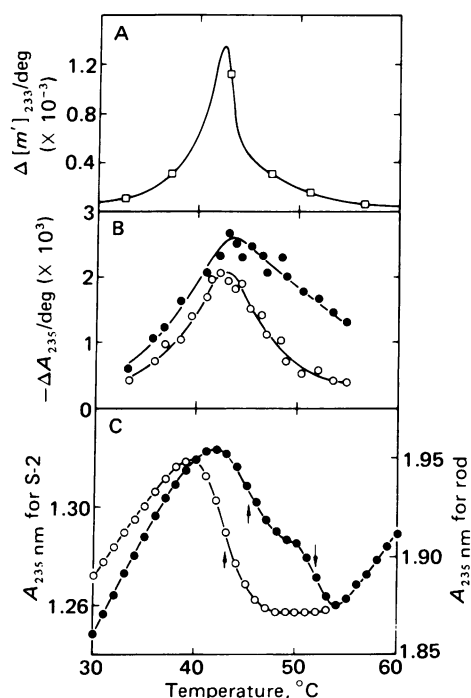 A
Δ [m′]₂₃₃/deg
(× 10⁻³)
1.2
0.8
0.4
B
−ΔA₂₃₅/deg (× 10³)
3
2
1
0
C
A₂₃₅ nm for S-2
1.30
1.26
1.95
1.90
1.85
A₂₃₅ nm for rod
30
40
50
60
Temperature, °C